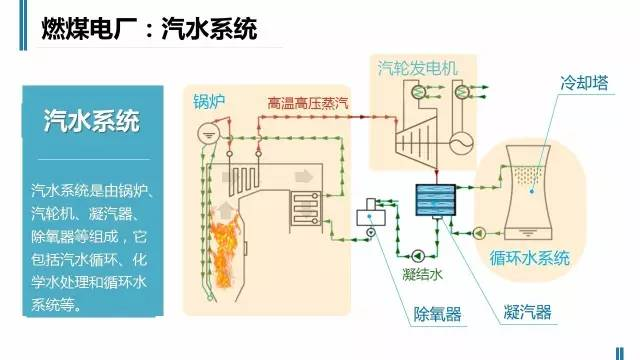 燃煤电厂：汽水系统
汽水系统
汽水系统是由锅炉、
汽轮机、凝汽器、
除氧器等组成，它
包括汽水循环、化
学水处理和循环水
系统等。
锅炉
高温高压蒸汽
汽轮发电机
冷却塔
循环水系统
凝结水
除氧器
凝汽器